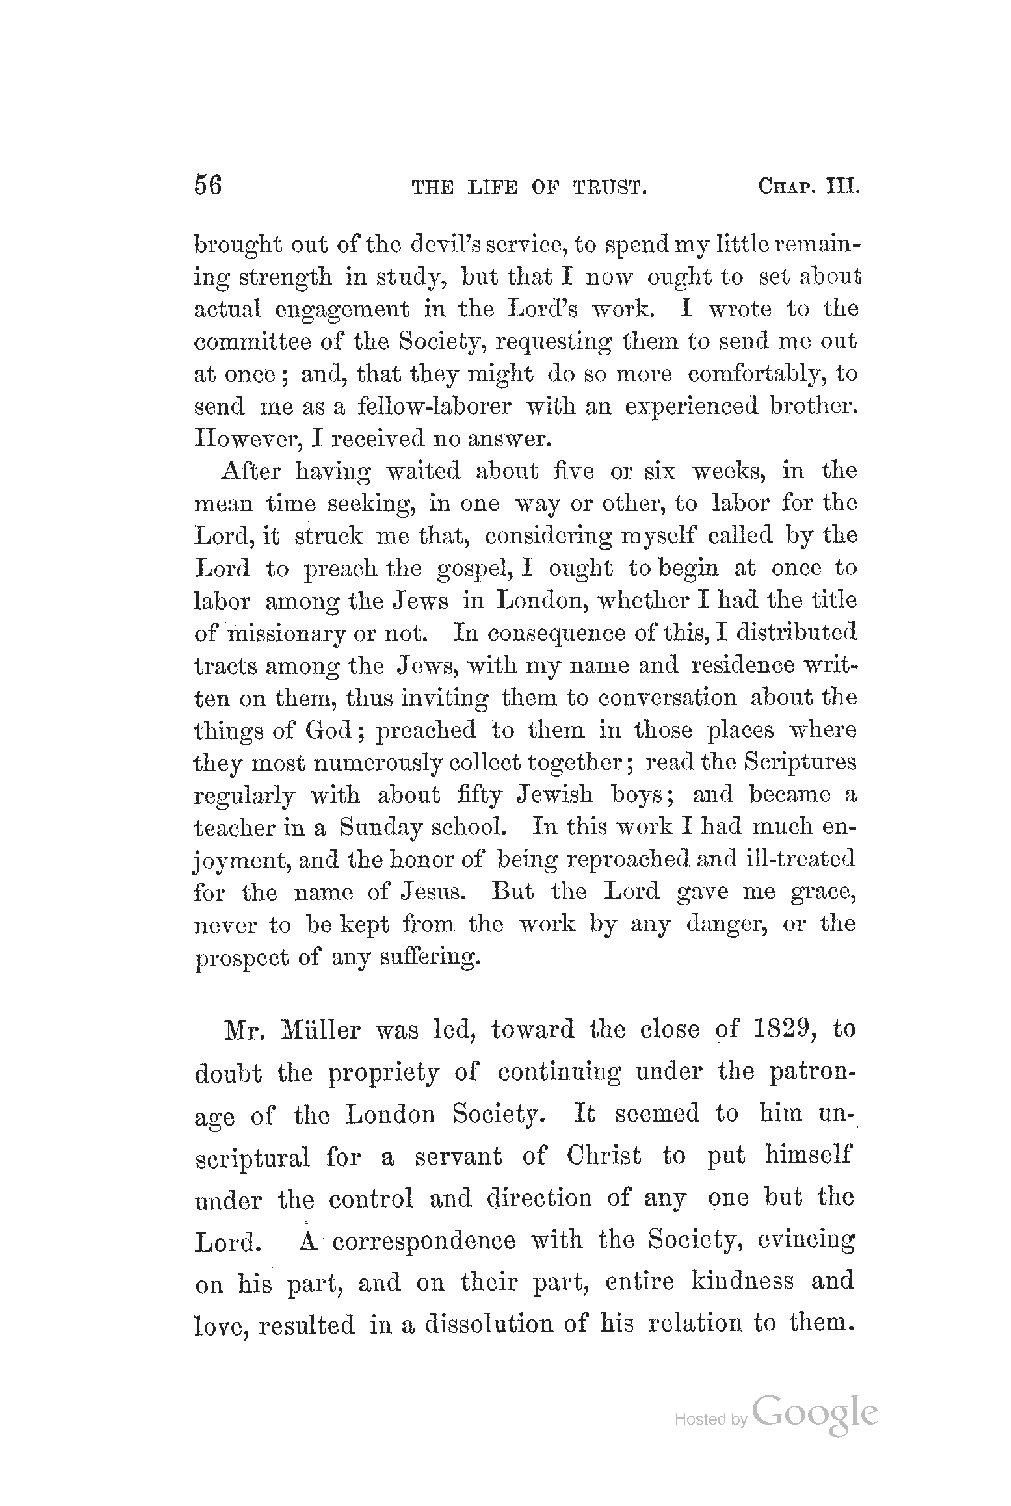 56 THE LIFE OF TRUST. CHAP. III.
brought out of the devil's service, to spend my little remain-
ing strength in study, but that I now ought to set about
actual engagement in the Lord's work. I wrote to the
committee of the Society, requesting them to send me out
at once; and, that they might do so more comfortably, to
send me as a fellow-laborer with an experienced brother.
However, I received no answer.
After having waited about five or six weeks, in the
mean time seeking, in one way or other, to labor for the
Lord, it struck me that, considering myself called by the
Lord to preach the gospel, I ought to begin at once to
labor among the Jews in London, whether I had the title
of missionary or not. In consequence of this, I distributed
tracts among the Jews, with my name and residence writ-
ten on them, thus inviting them to conversation about the
things of God; preached to them in those places where
they most numerously collect together; read the Scriptures
regularly with about fifty Jewish boys; and became a
teacher in a Sunday school. In this work I had much en-
joyment, and the honor of being reproached and ill-treated
for the name of Jesus. But the Lord gave me grace,
never to be kept from the work by any danger, or the
prospect of any suffering.
Mr. Müller was led, toward the close of 1829, to
doubt the propriety of continuing under the patron-
age of the London Society. It seemed to him un-
scriptural for a servant of Christ to put himself
under the control and direction of any one but the
Lord. A correspondence with the Society, evincing
on his part, and on their part, entire kindness and
love, resulted in a dissolution of his relation to them.
Hosted by Google